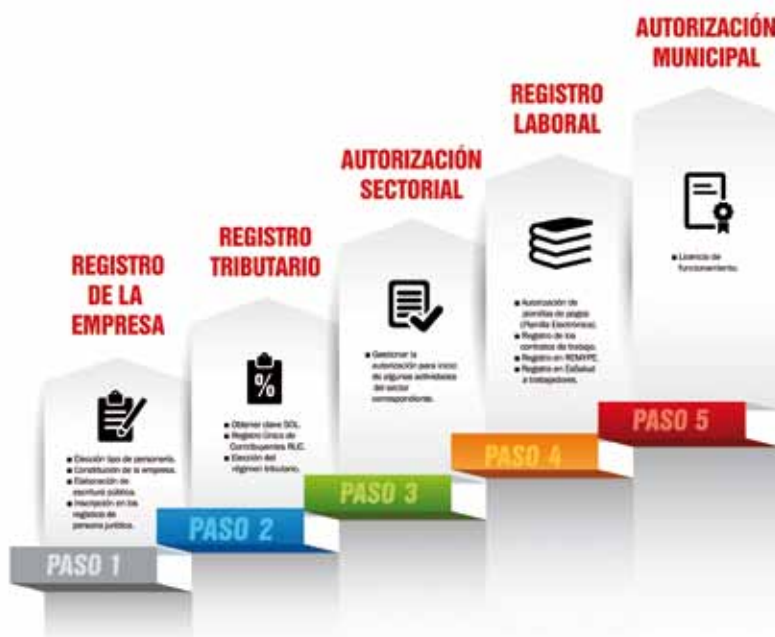 REGISTRO
DE LA
EMPRESA
■ Elección tipo de personería.
■ Constitución de la empresa.
■ Elaboración de
escritura pública.
■ Inscripción en los
registros de
persona jurídica.
PASO 1
REGISTRO
TRIBUTARIO
■ Obtener clave SOL.
■ Registro Único de
Contribuyentes RUC.
■ Elección del
régimen tributario.
PASO 2
AUTORIZACIÓN
SECTORIAL
■ Gestionar la
autorización para inicio
de algunas actividades
del sector
correspondiente.
PASO 3
REGISTRO
LABORAL
■ Autorización de
planillas de pagos
(Planilla Electrónica).
■ Registro de los
contratos de trabajo.
■ Registro en REMYPE.
■ Registro en EsSalud
a trabajadores.
PASO 4
AUTORIZACIÓN
MUNICIPAL
■ Licencia de
funcionamiento.
PASO 5